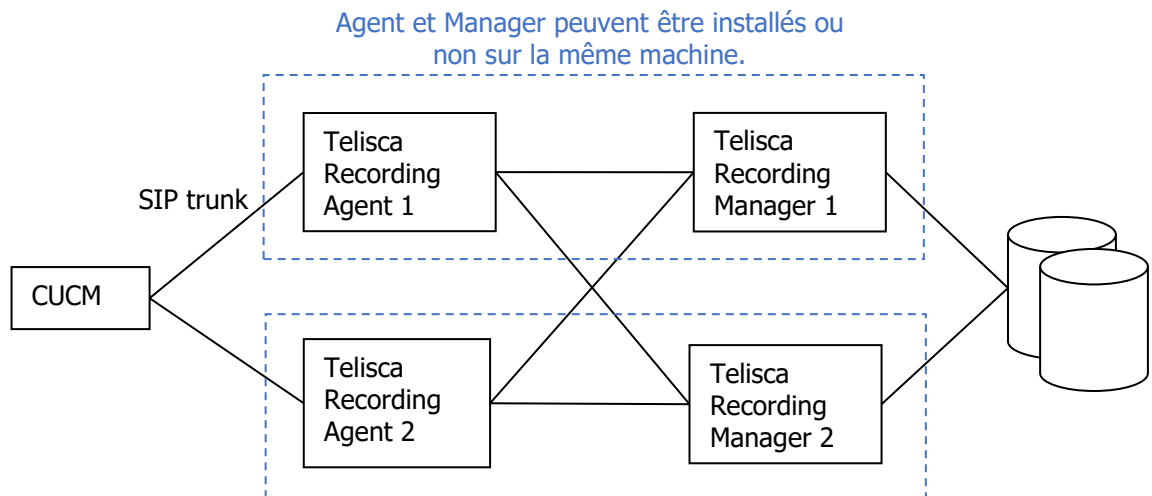 Agent et Manager peuvent être installés ou
non sur la même machine.
Telisca
Recording
Agent 1
Telisca
Recording
Manager 1
SIP trunk
CUCM
Telisca
Recording
Agent 2
Telisca
Recording
Manager 2